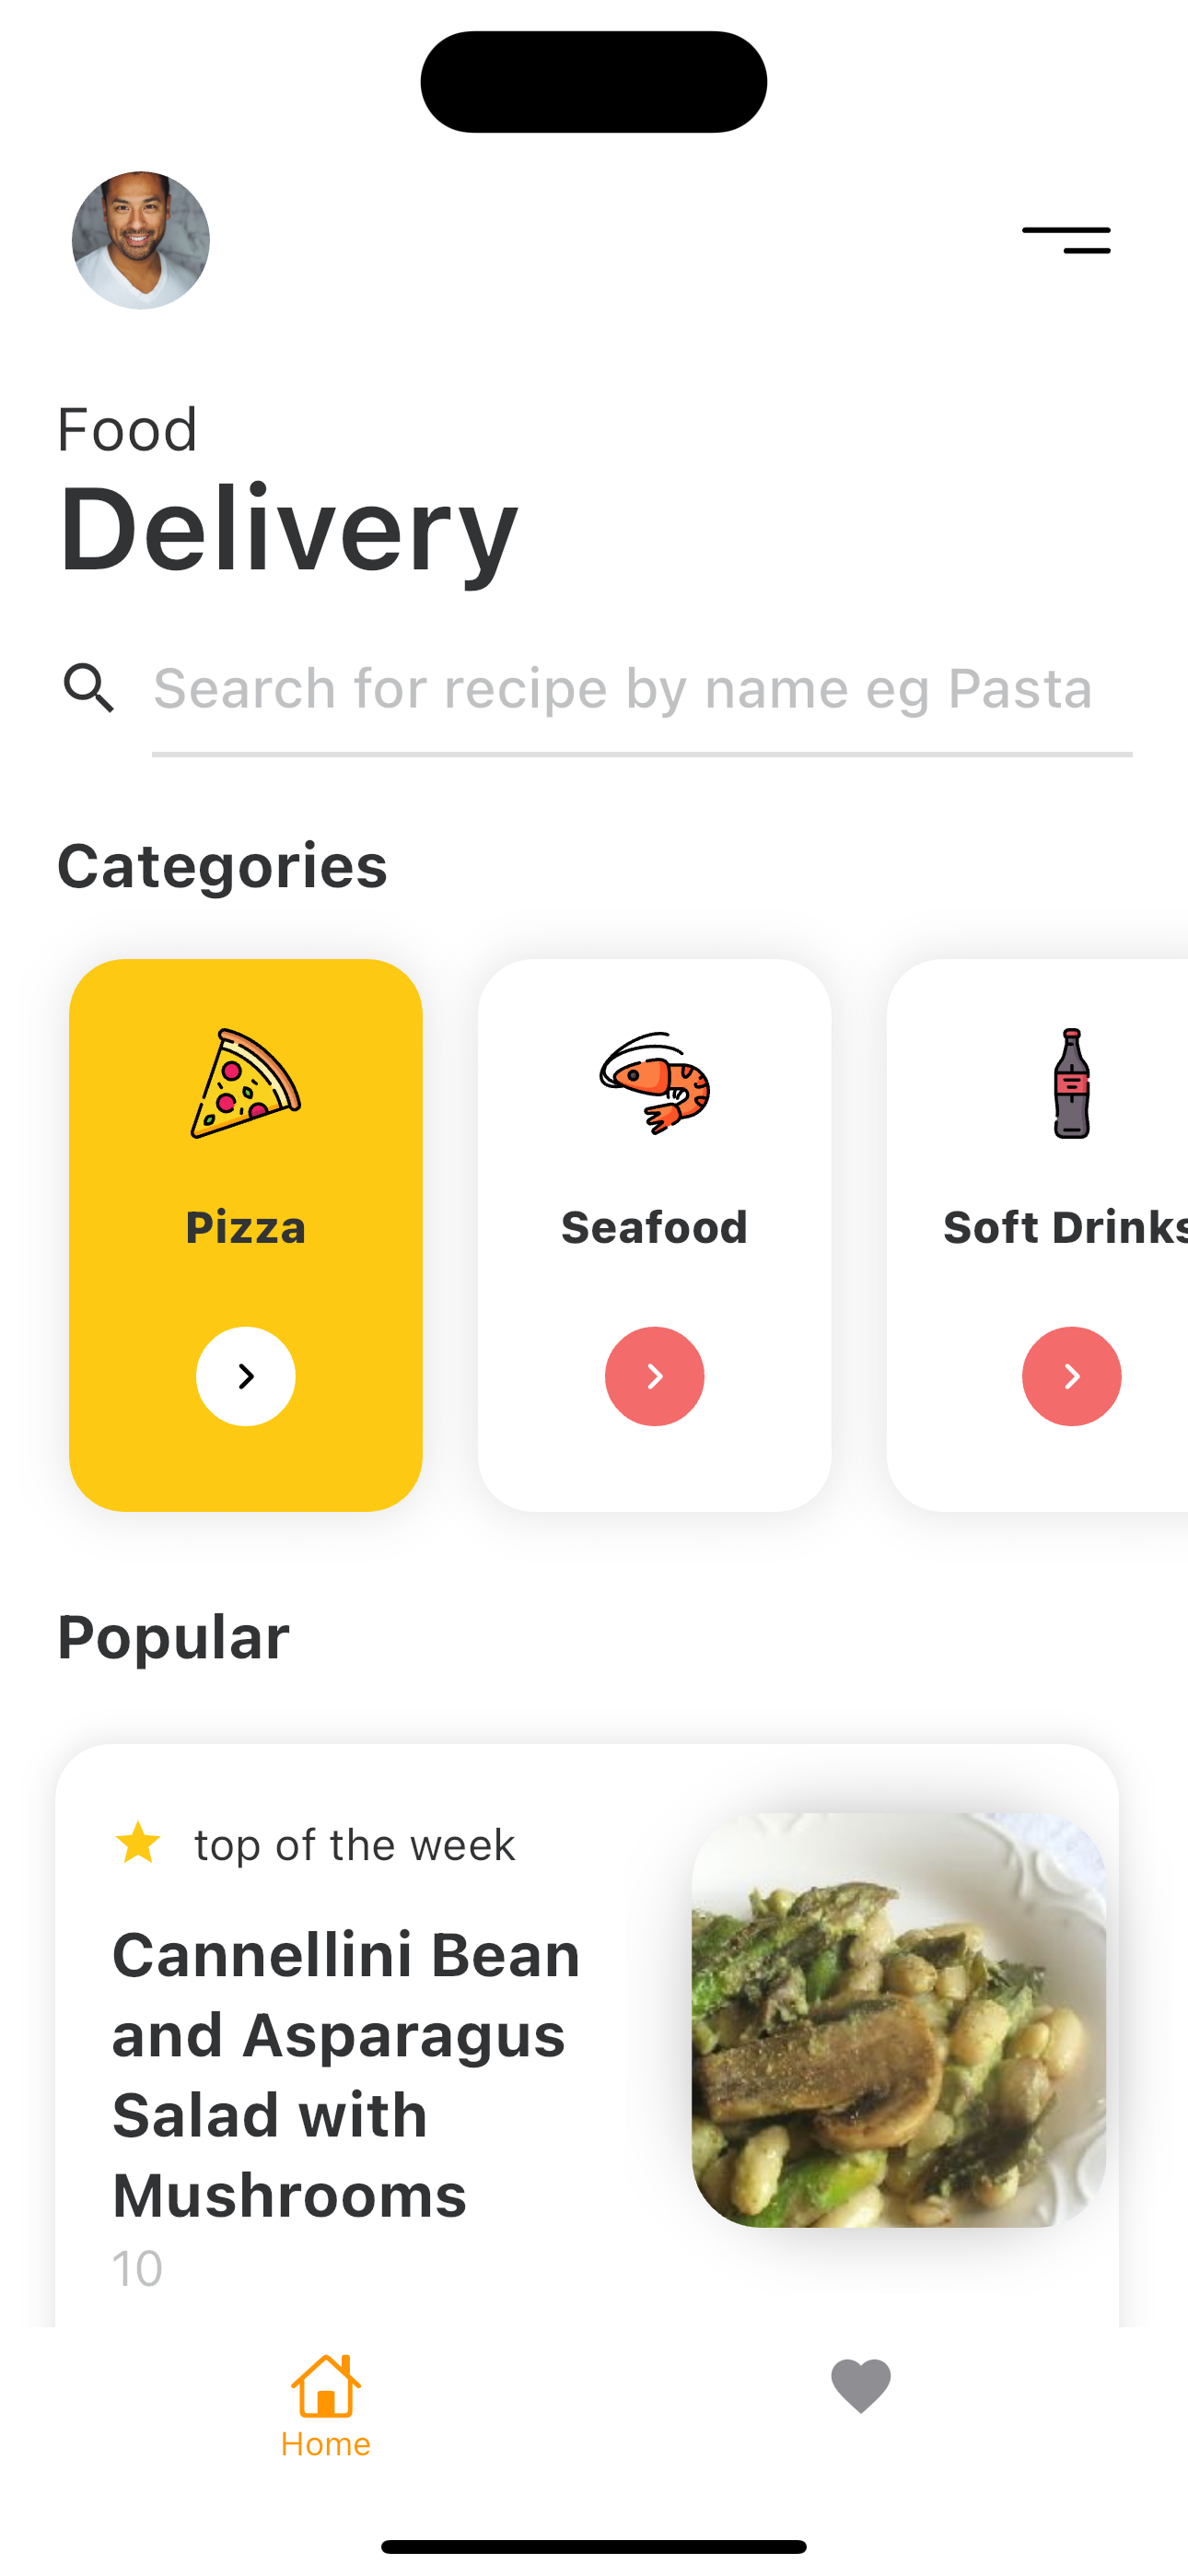 Food
Delivery
Search for recipe by name eg Pasta
Categories
Pizza
Seafood
Soft Drinks
Popular
top of the week
Cannellini Bean
and Asparagus
Salad with
Mushrooms
10
Home